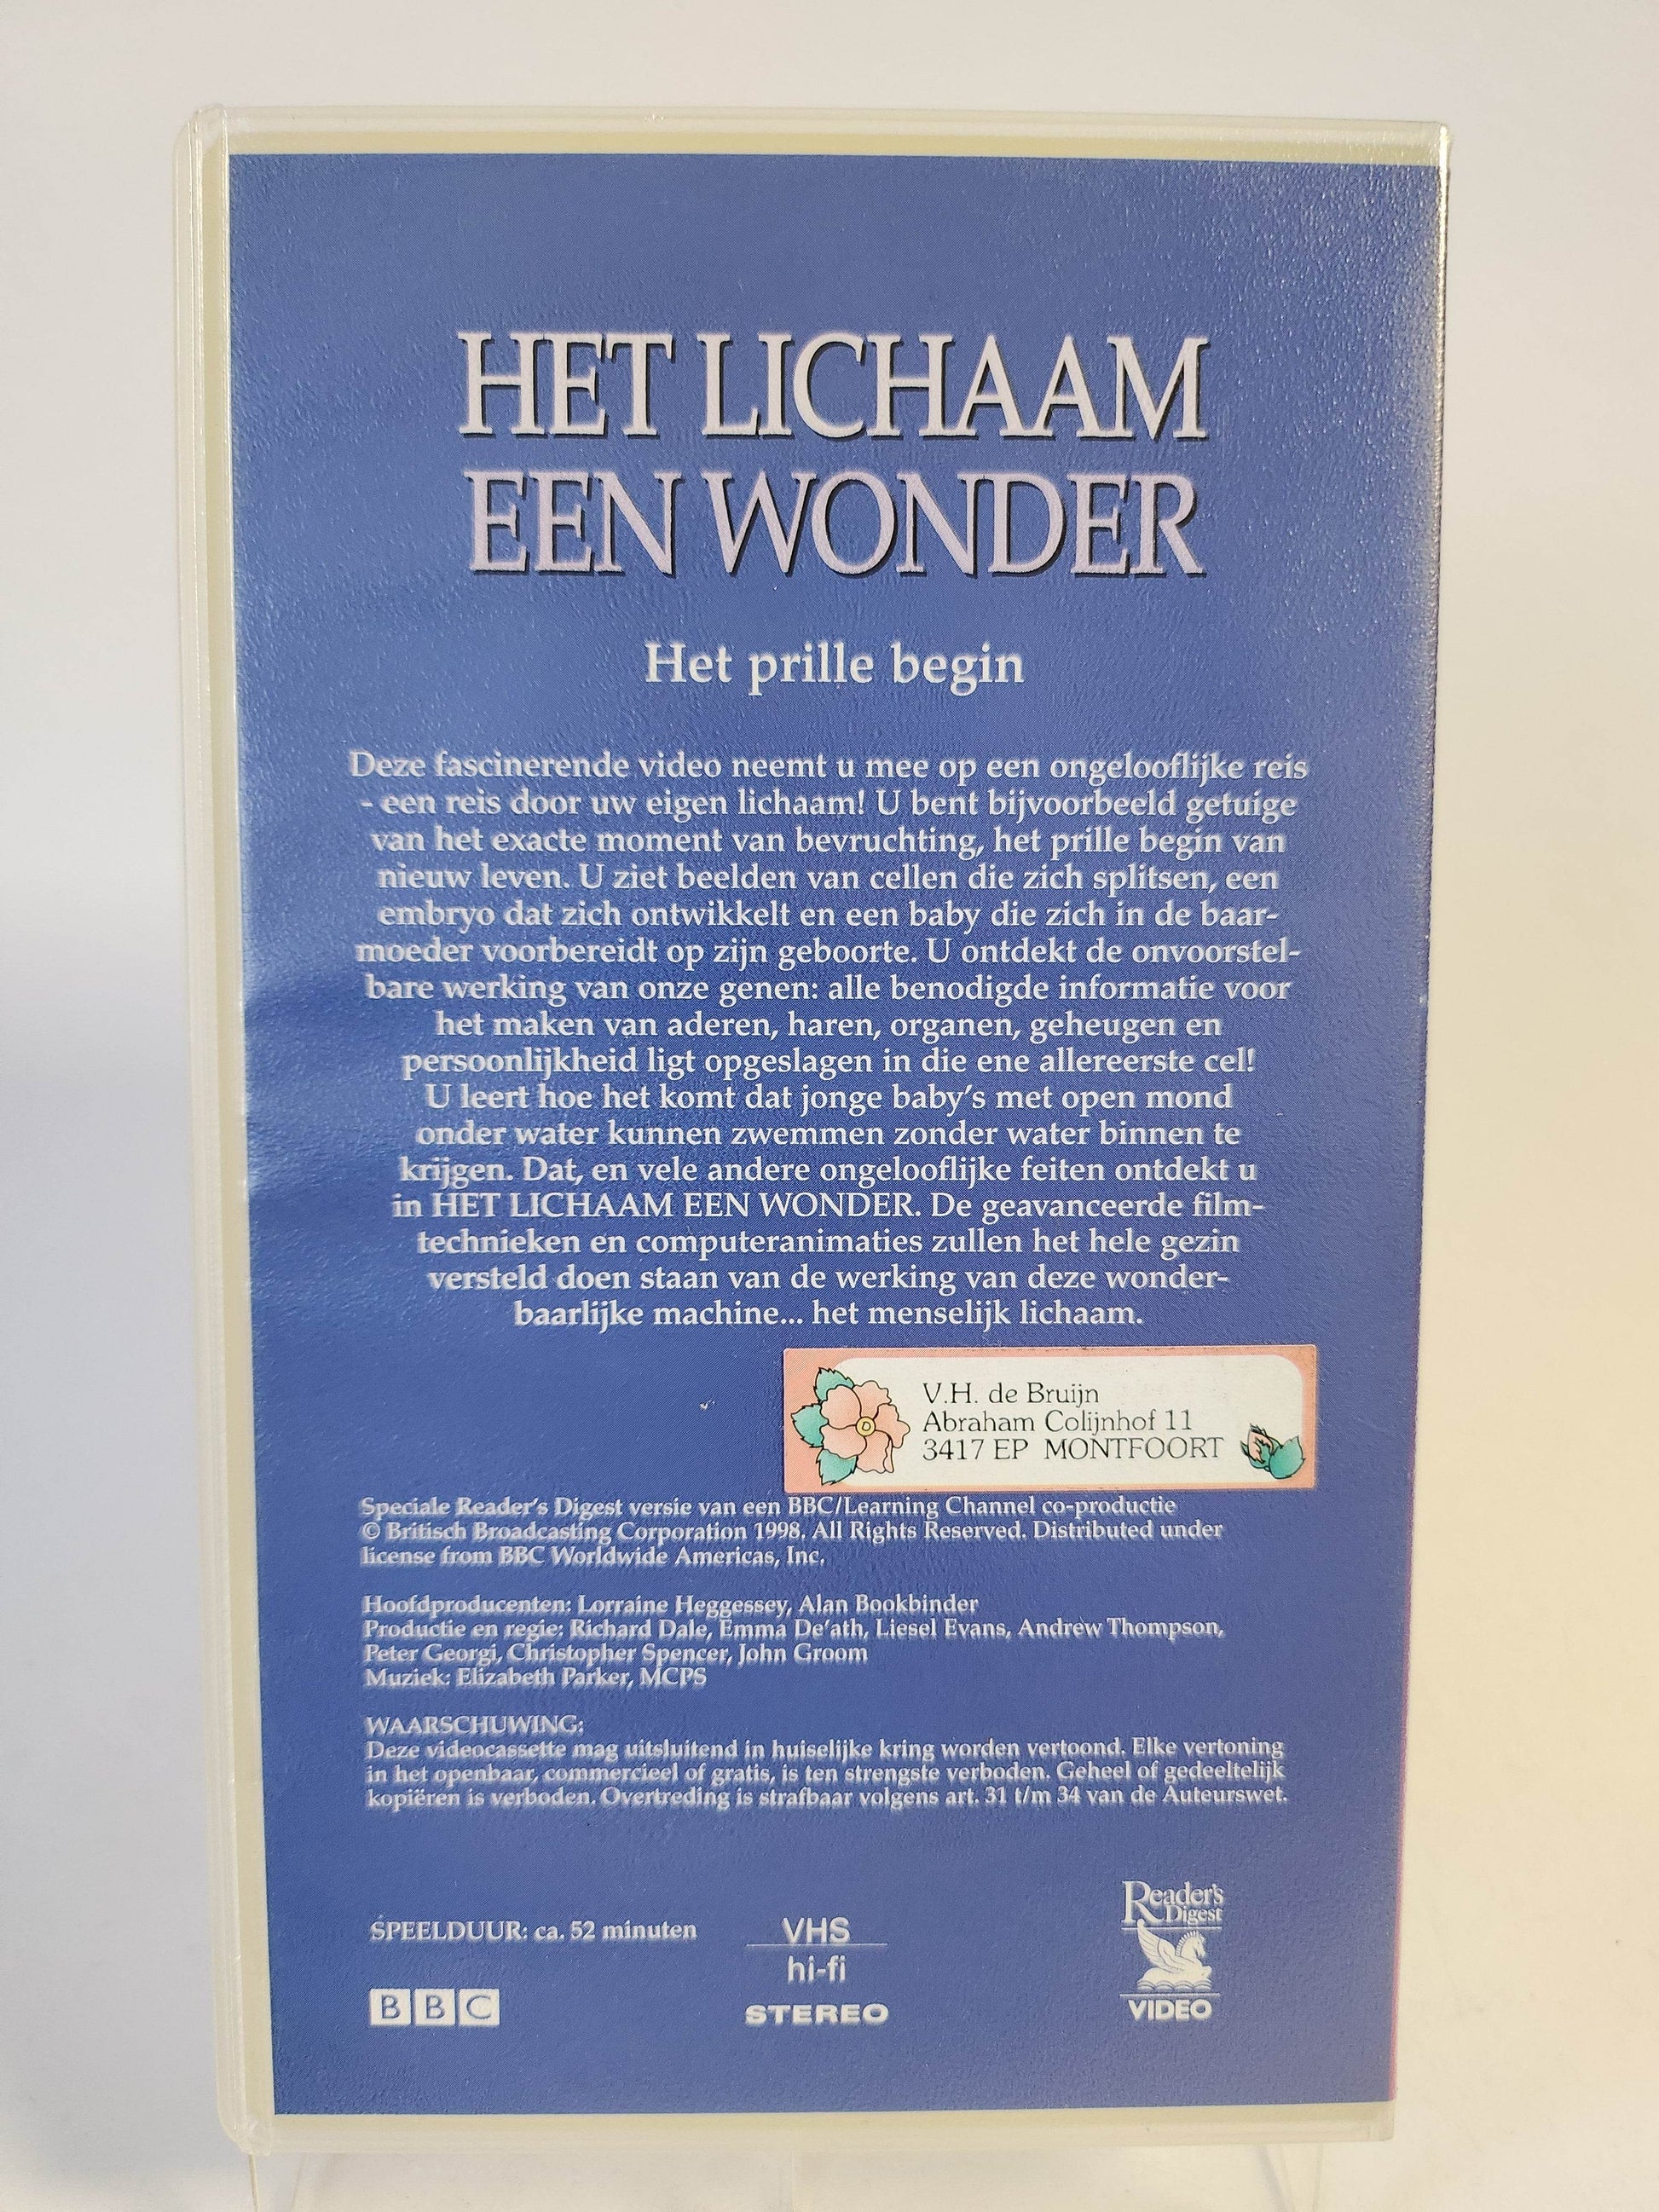 HET LICHAAM
EEN WONDER
Het prille begin
Deze fascinerende video neemt u mee op een ongelooflijke reis
- een reis door uw eigen lichaam! U bent bijvoorbeeld getuige
van het exacte moment van bevruchting, het prille begin van
nieuw leven. U ziet beelden van cellen die zich splitsen, een
embryo dat zich ontwikkelt en een baby die zich in de baar-
moeder voorbereidt op zijn geboorte. U ontdekt de onvoorstel-
bare werking van onze genen: alle benodigde informatie voor
het maken van aderen, haren, organen, geheugen en
persoonlijkheid ligt opgeslagen in die ene allereerste cel!
U leert hoe het komt dat jonge baby's met open mond
onder water kunnen zwemmen zonder water binnen te
krijgen. Dat, en vele andere ongelooflijke feiten ontdekt u
in HET LICHAAM EEN WONDER. De geavanceerde film-
technieken en computeranimaties zullen het hele gezin
versteld doen staan van de werking van deze wonder-
baarlijke machine... het menselijk lichaam.
V.H. de Bruijn
Abraham Colijnhof 11
3417 EP MONTFOORT
Speciale Reader's Digest versie van een BBC/Learning Channel co-productie
© Britisch Broadcasting Corporation 1998. All Rights Reserved. Distributed under
license from BBC Worldwide Americas, Inc.
Hoofdproducenten: Lorraine Heggessey, Alan Bookbinder
Productie en regie: Richard Dale, Emma De'ath, Liesel Evans, Andrew Thompson,
Peter Georgi, Christopher Spencer, John Groom
Muziek: Elizabeth Parker, MCPS
WAARSCHUWING:
Deze videocassette mag uitsluitend in huiselijke kring worden vertoond. Elke vertoning
in het openbaar, commercieel of gratis, is ten strengste verboden. Geheel of gedeeltelijk
kopiëren is verboden. Overtreding is strafbaar volgens art. 31 t/m 34 van de Auteurswet.
SPEELDUUR: ca. 52 minuten
VHS
hi-fi
STEREO
BBC
Reader's
Digest
VIDEO